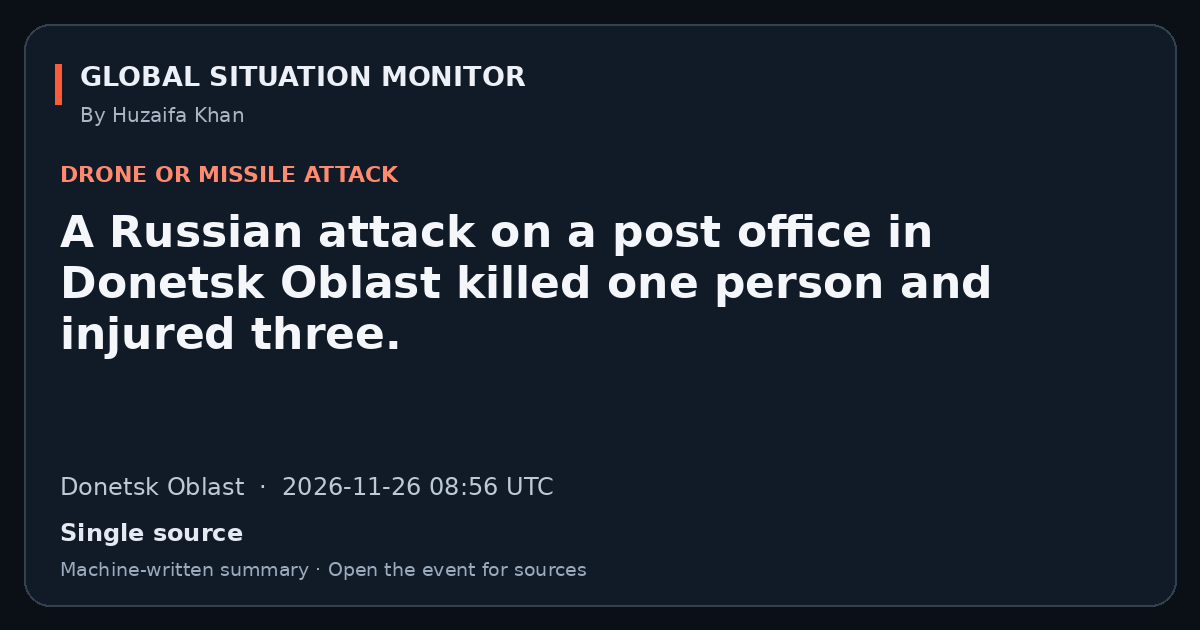 GLOBAL SITUATION MONITOR
By Huzaifa Khan
DRONE OR MISSILE ATTACK
A Russian attack on a post office in
Donetsk Oblast killed one person and
injured three.
Donetsk Oblast · 2026-11-26 08:56 UTC
Single source
Machine-written summary · Open the event for sources